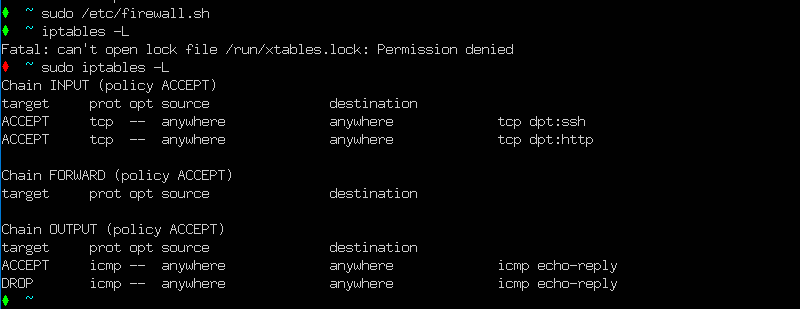 ~ sudo /etc/firewall.sh
~ iptables -L
Fatal: can't open lock file /run/xtables.lock: Permission denied
~ sudo iptables -L
Chain INPUT (policy ACCEPT)
target     prot opt source               destination
ACCEPT     tcp  --  anywhere             anywhere             tcp dpt:ssh
ACCEPT     tcp  --  anywhere             anywhere             tcp dpt:http

Chain FORWARD (policy ACCEPT)
target     prot opt source               destination

Chain OUTPUT (policy ACCEPT)
target     prot opt source               destination
ACCEPT     icmp --  anywhere             anywhere             icmp echo-reply
DROP       icmp --  anywhere             anywhere             icmp echo-reply
~